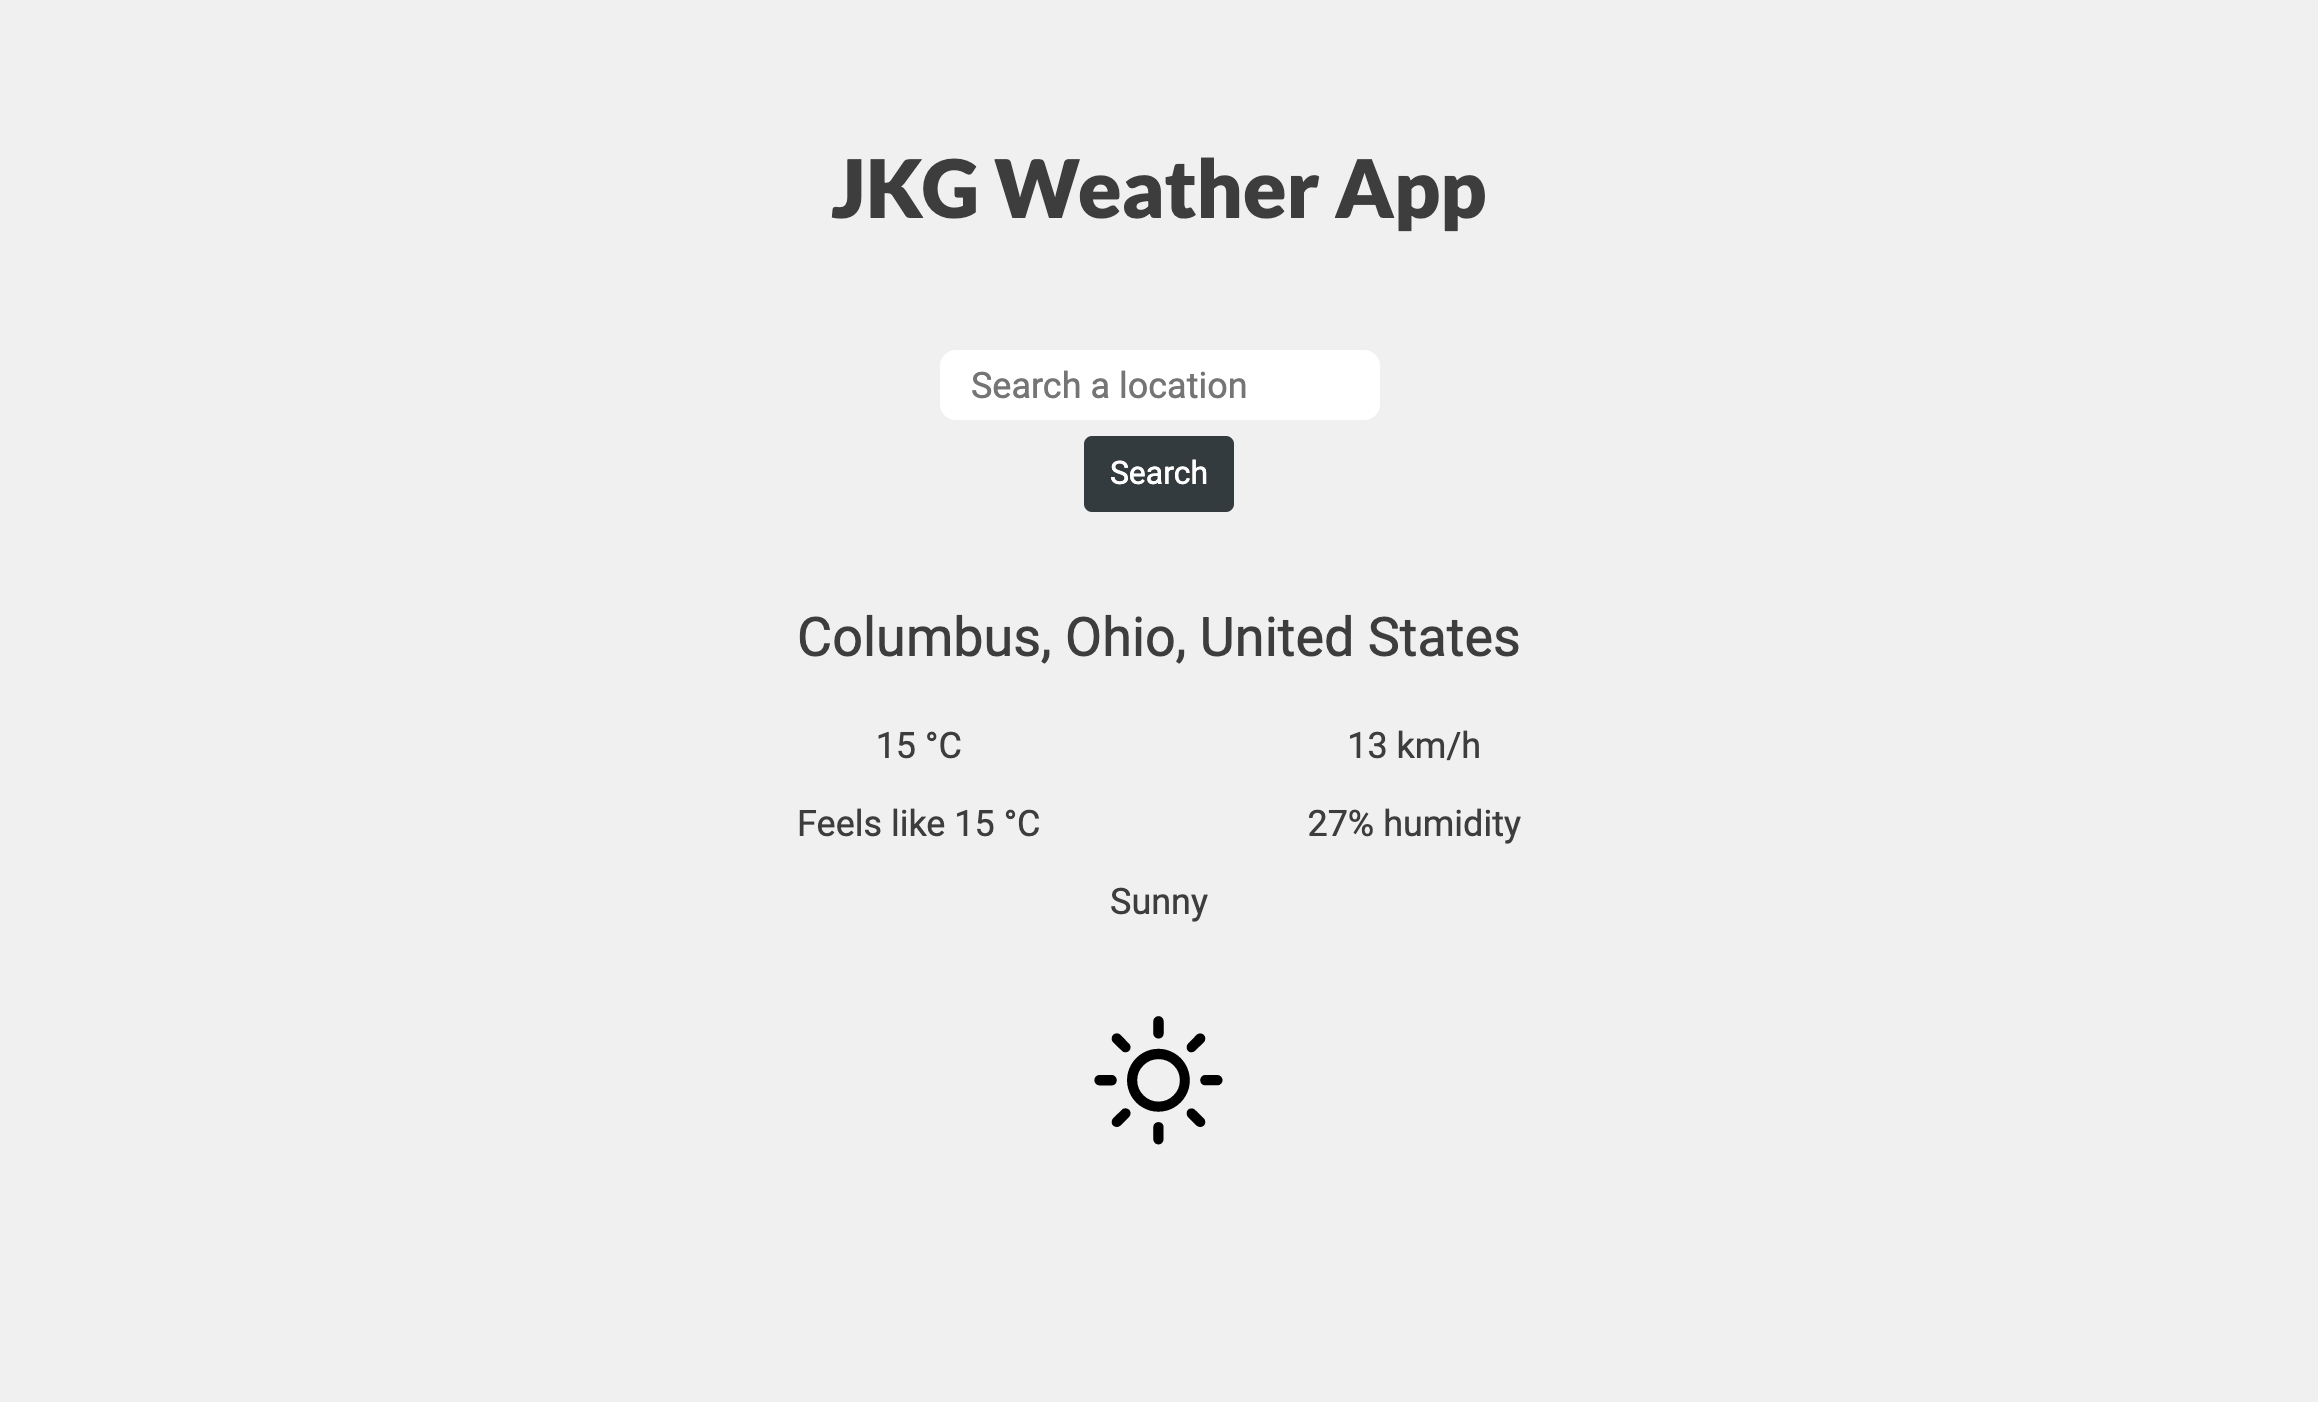 JKG Weather App
Search a location
Search
Columbus, Ohio, United States
15 °C
13 km/h
Feels like 15 °C
27% humidity
Sunny